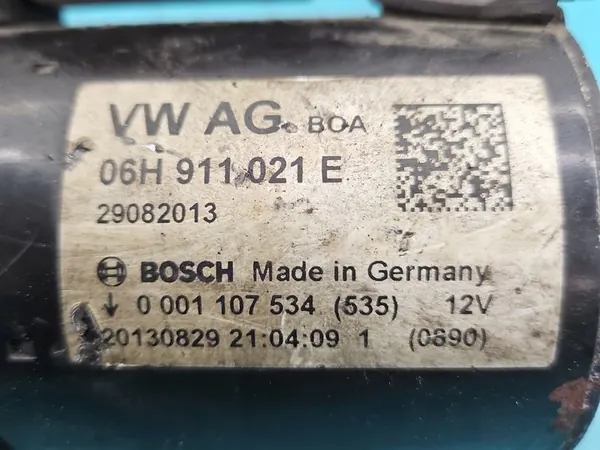 VW AG. BOA
06H 911 021 E
29082013
BOSCH Made in Germany
↓ 0 001 107 534 (535) 12V
20130829 21:04:09 1 (0890)